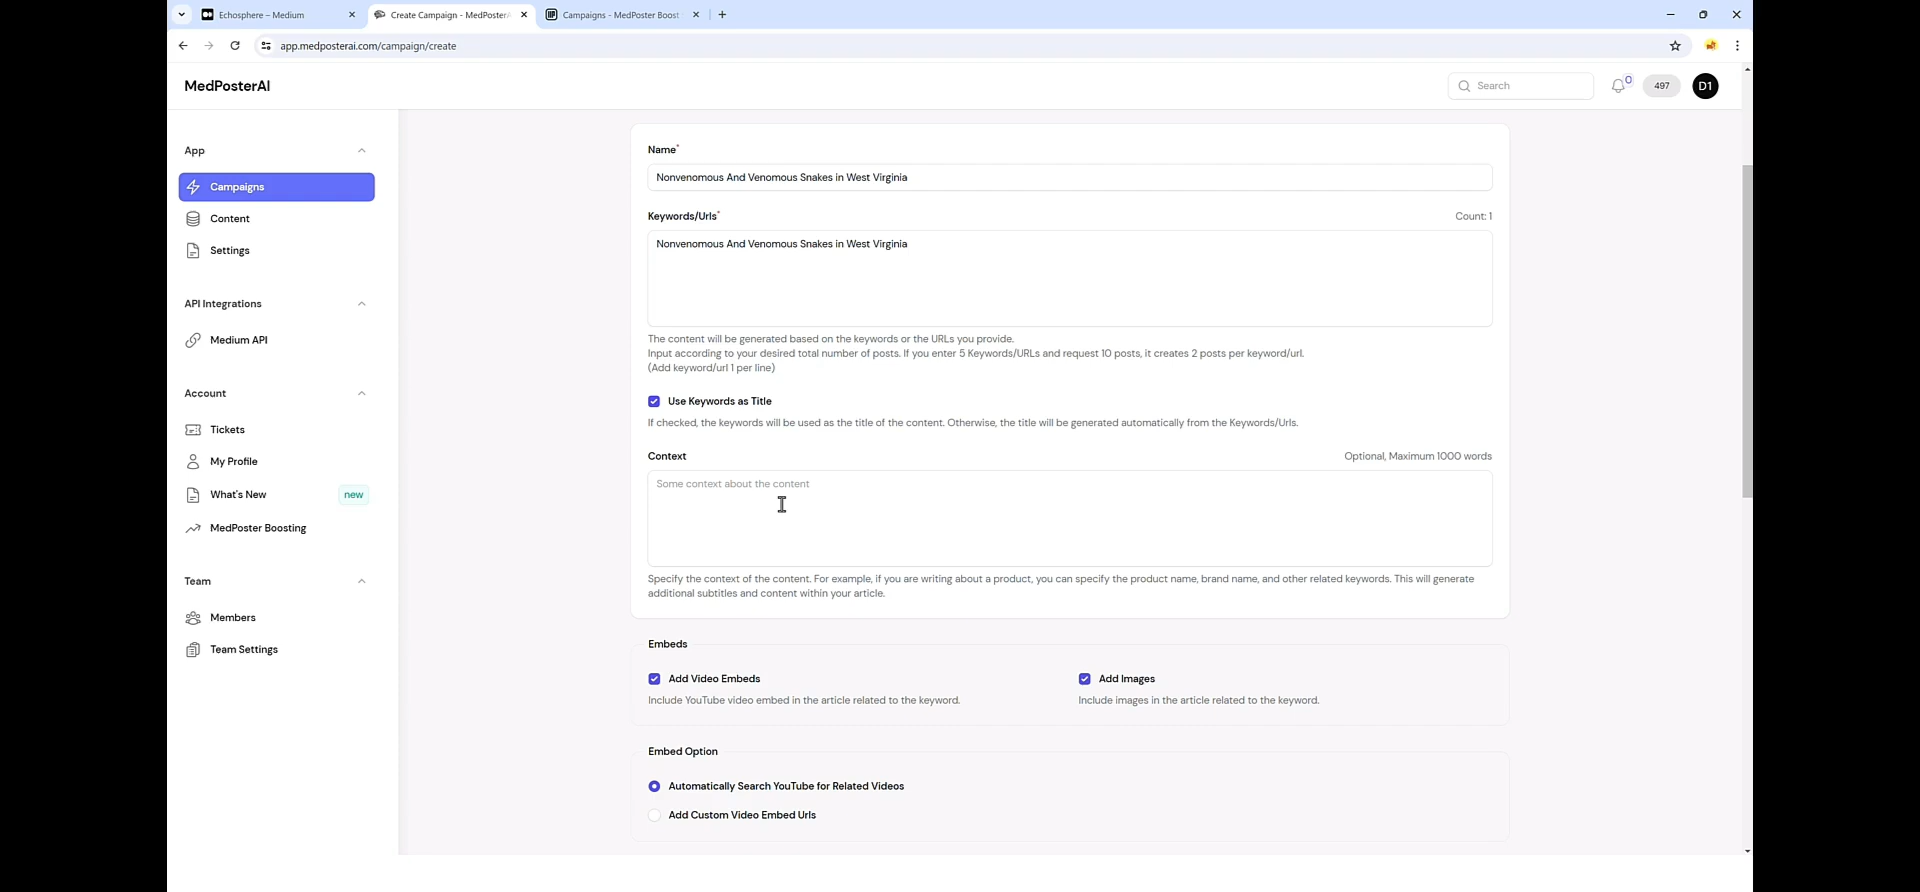 Echosphere – Medium
Create Campaign - MedPosterA
Campaigns - MedPoster Boost
app.medposterai.com/campaign/create
MedPosterAI
Search
0
497
D1
App
Campaigns
Content
Settings
API Integrations
Medium API
Account
Tickets
My Profile
What's New
new
MedPoster Boosting
Team
Members
Team Settings
Name*
Nonvenomous And Venomous Snakes in West Virginia
Keywords/Urls*
Count: 1
Nonvenomous And Venomous Snakes in West Virginia
The content will be generated based on the keywords or the URLs you provide.
Input according to your desired total number of posts. If you enter 5 Keywords/URLs and request 10 posts, it creates 2 posts per keyword/url.
(Add keyword/url 1 per line)
Use Keywords as Title
If checked, the keywords will be used as the title of the content. Otherwise, the title will be generated automatically from the Keywords/Urls.
Context
Optional, Maximum 1000 words
Some context about the content
Specify the context of the content. For example, if you are writing about a product, you can specify the product name, brand name, and other related keywords. This will generate
additional subtitles and content within your article.
Embeds
Add Video Embeds
Include YouTube video embed in the article related to the keyword.
Add Images
Include images in the article related to the keyword.
Embed Option
Automatically Search YouTube for Related Videos
Add Custom Video Embed Urls